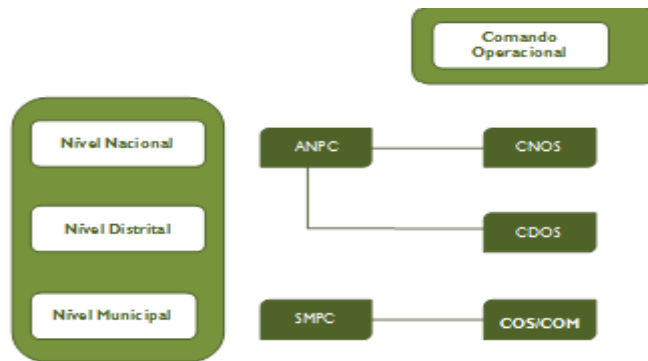 Comando
Operacional
Nível Nacional
ANPC
CNOS
Nível Distrital
CDOS
Nível Municipal
SMPC
COS/COM